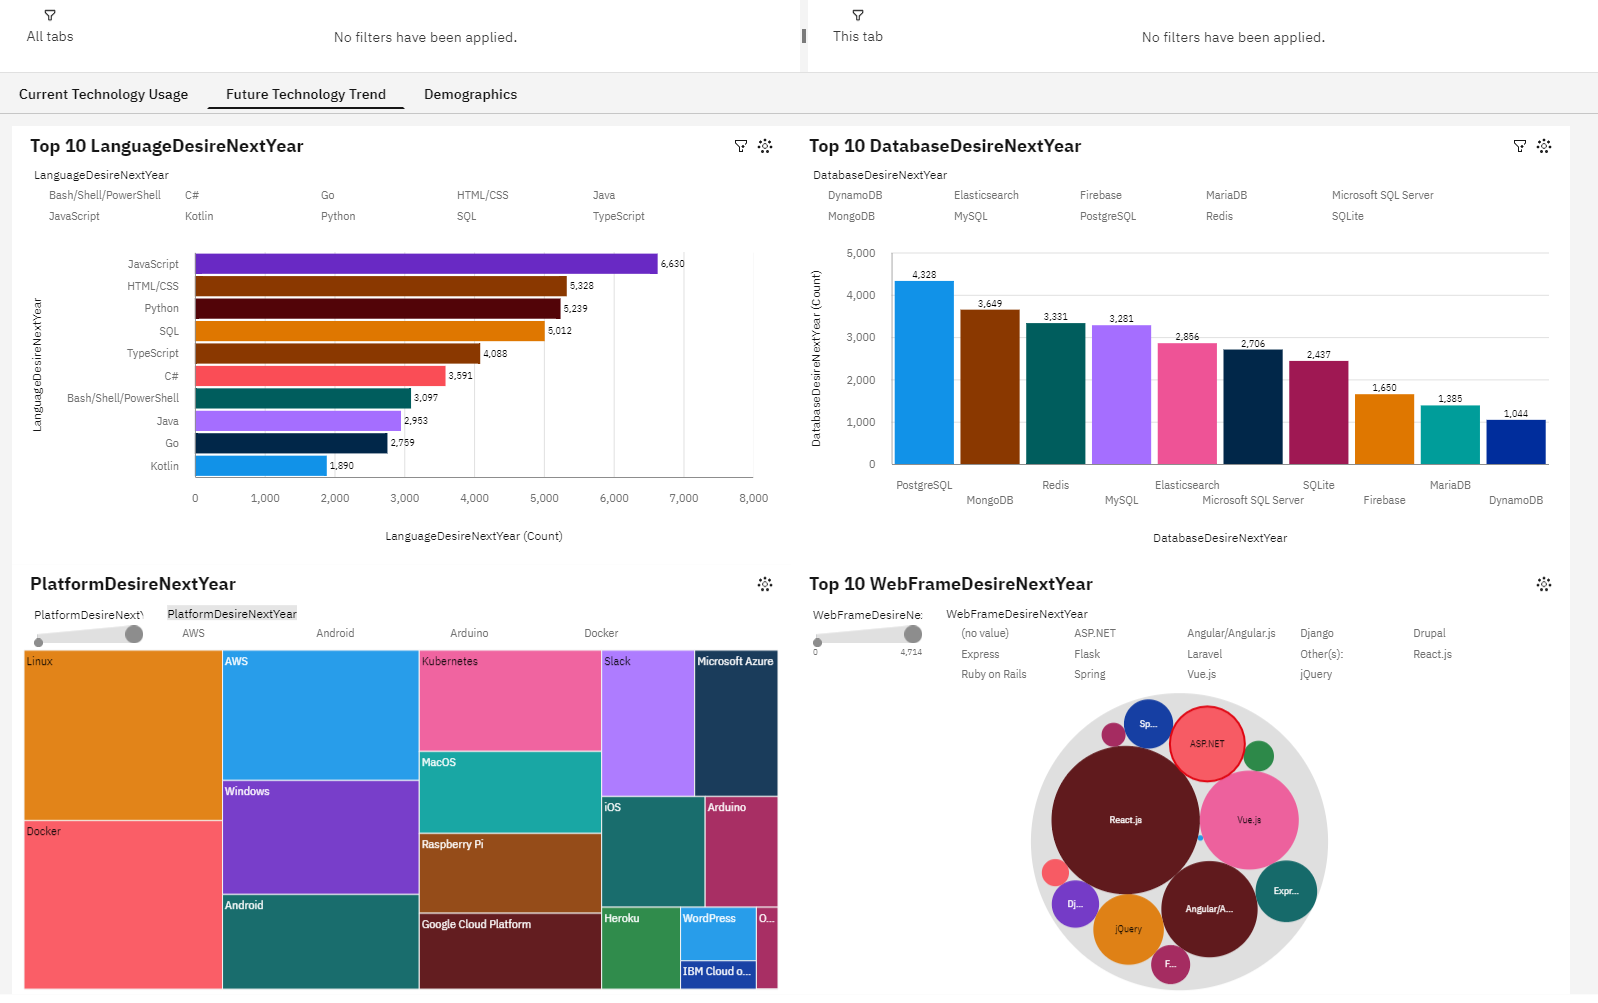 All tabs
No filters have been applied.
This tab
No filters have been applied.
Current Technology Usage
Future Technology Trend
Demographics
Top 10 LanguageDesireNextYear
LanguageDesireNextYear
Bash/Shell/PowerShell C# Go HTML/CSS Java
JavaScript Kotlin Python SQL TypeScript
LanguageDesireNextYear
JavaScript 6,630
HTML/CSS 5,328
Python 5,239
SQL 5,012
TypeScript 4,088
C# 3,591
Bash/Shell/PowerShell 3,097
Java 2,953
Go 2,759
Kotlin 1,890
0 1,000 2,000 3,000 4,000 5,000 6,000 7,000 8,000
LanguageDesireNextYear (Count)
Top 10 DatabaseDesireNextYear
DatabaseDesireNextYear
DynamoDB Elasticsearch Firebase MariaDB Microsoft SQL Server
MongoDB MySQL PostgreSQL Redis SQLite
DatabaseDesireNextYear (Count)
5,000
4,000
3,000
2,000
1,000
0
4,328 3,649 3,331 3,281 2,856 2,706 2,437 1,650 1,385 1,044
PostgreSQL Redis Elasticsearch SQLite MariaDB
MongoDB MySQL Microsoft SQL Server Firebase DynamoDB
DatabaseDesireNextYear
PlatformDesireNextYear
PlatformDesireNextY
PlatformDesireNextYear
AWS Android Arduino Docker
Linux
Docker
AWS
Windows
Android
Kubernetes
MacOS
Raspberry Pi
Google Cloud Platform
Slack
Microsoft Azure
iOS
Arduino
Heroku
WordPress
O...
IBM Cloud o...
Top 10 WebFrameDesireNextYear
WebFrameDesireNe:
0 4,714
WebFrameDesireNextYear
(no value) ASP.NET Angular/Angular.js Django Drupal
Express Flask Laravel Other(s): React.js
Ruby on Rails Spring Vue.js jQuery
Sp...
ASP.NET
React.js
Vue.js
Expr...
Dj...
Angular/A...
jQuery
F...